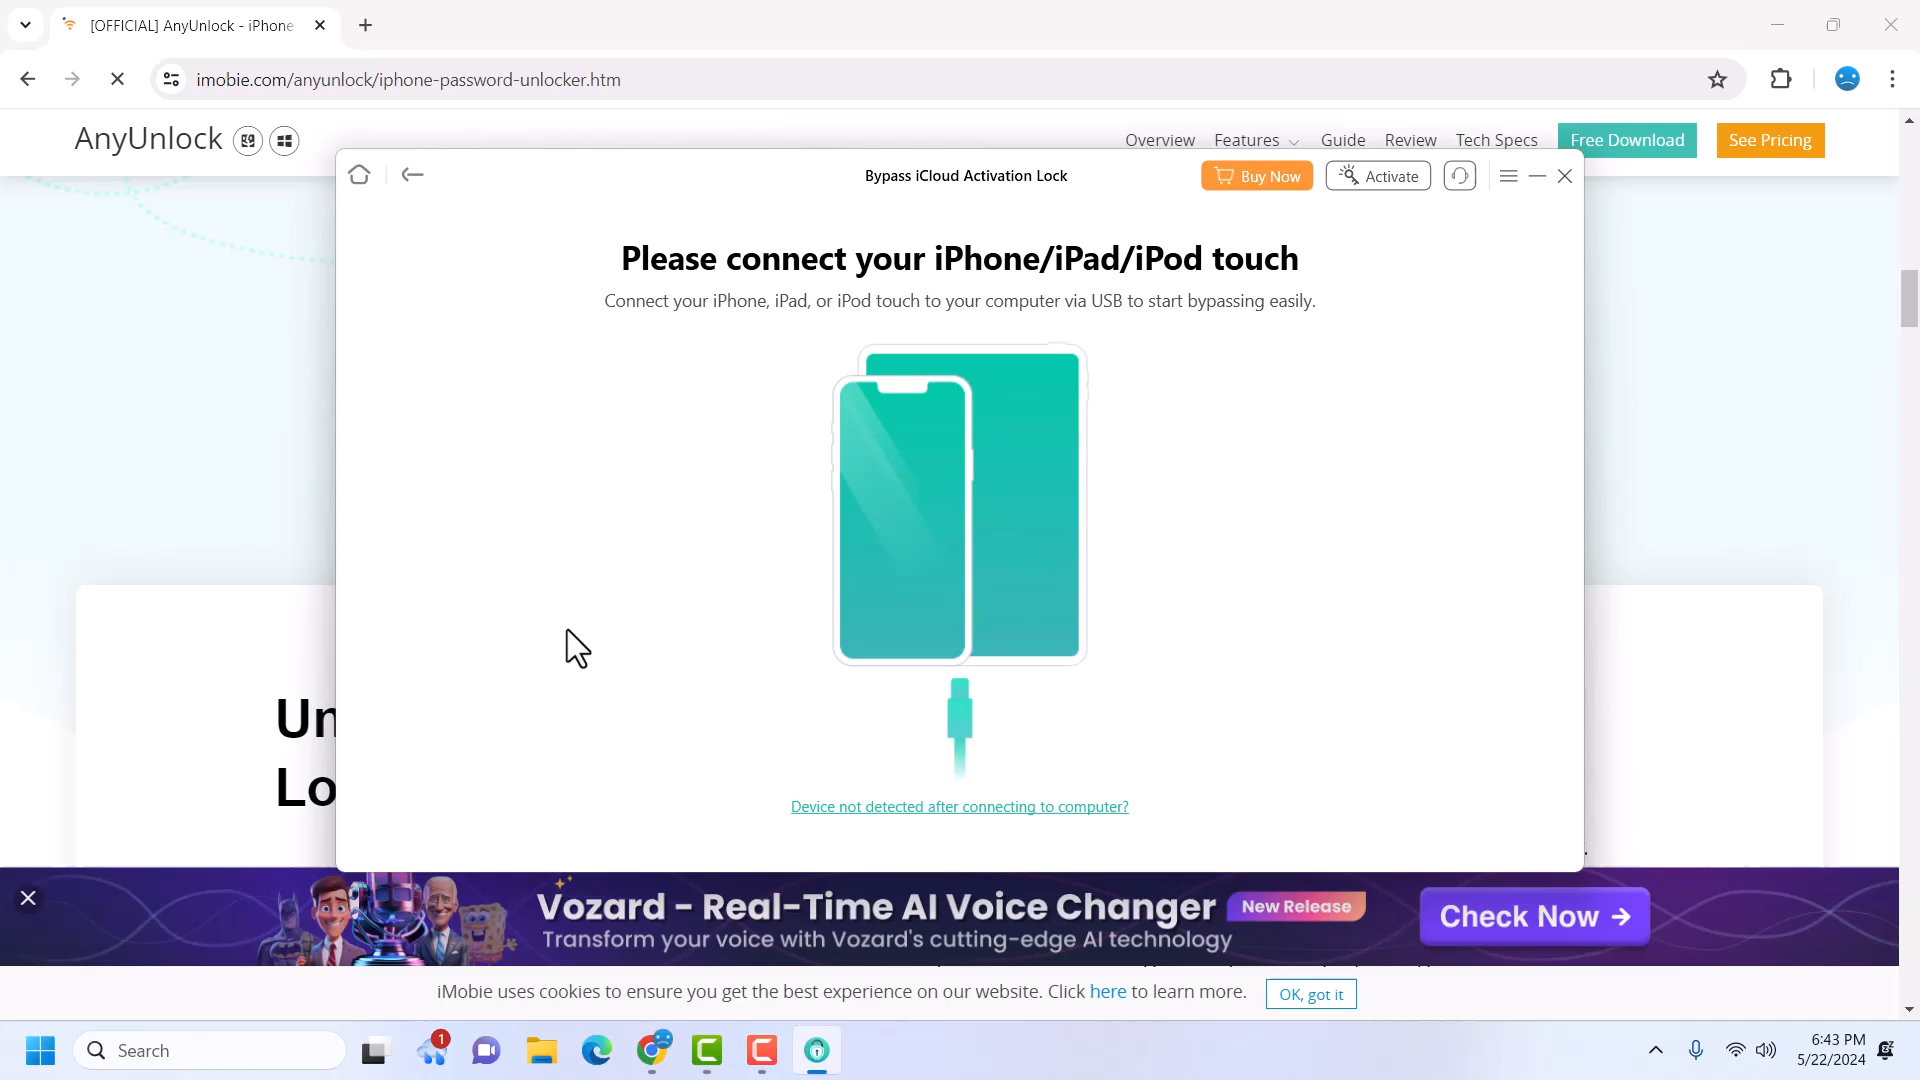 [OFFICIAL] AnyUnlock - iPhone
imobie.com/anyunlock/iphone-password-unlocker.htm
AnyUnlock
Overview Features Guide Review Tech Specs Free Download See Pricing
Bypass iCloud Activation Lock
Buy Now
Activate
Please connect your iPhone/iPad/iPod touch
Connect your iPhone, iPad, or iPod touch to your computer via USB to start bypassing easily.
Un
Lo
Device not detected after connecting to computer?
Vozard – Real-Time AI Voice Changer New Release
Transform your voice with Vozard's cutting-edge AI technology
Check Now →
iMobie uses cookies to ensure you get the best experience on our website. Click here to learn more.
OK, got it
Search
1
6:43 PM
5/22/2024